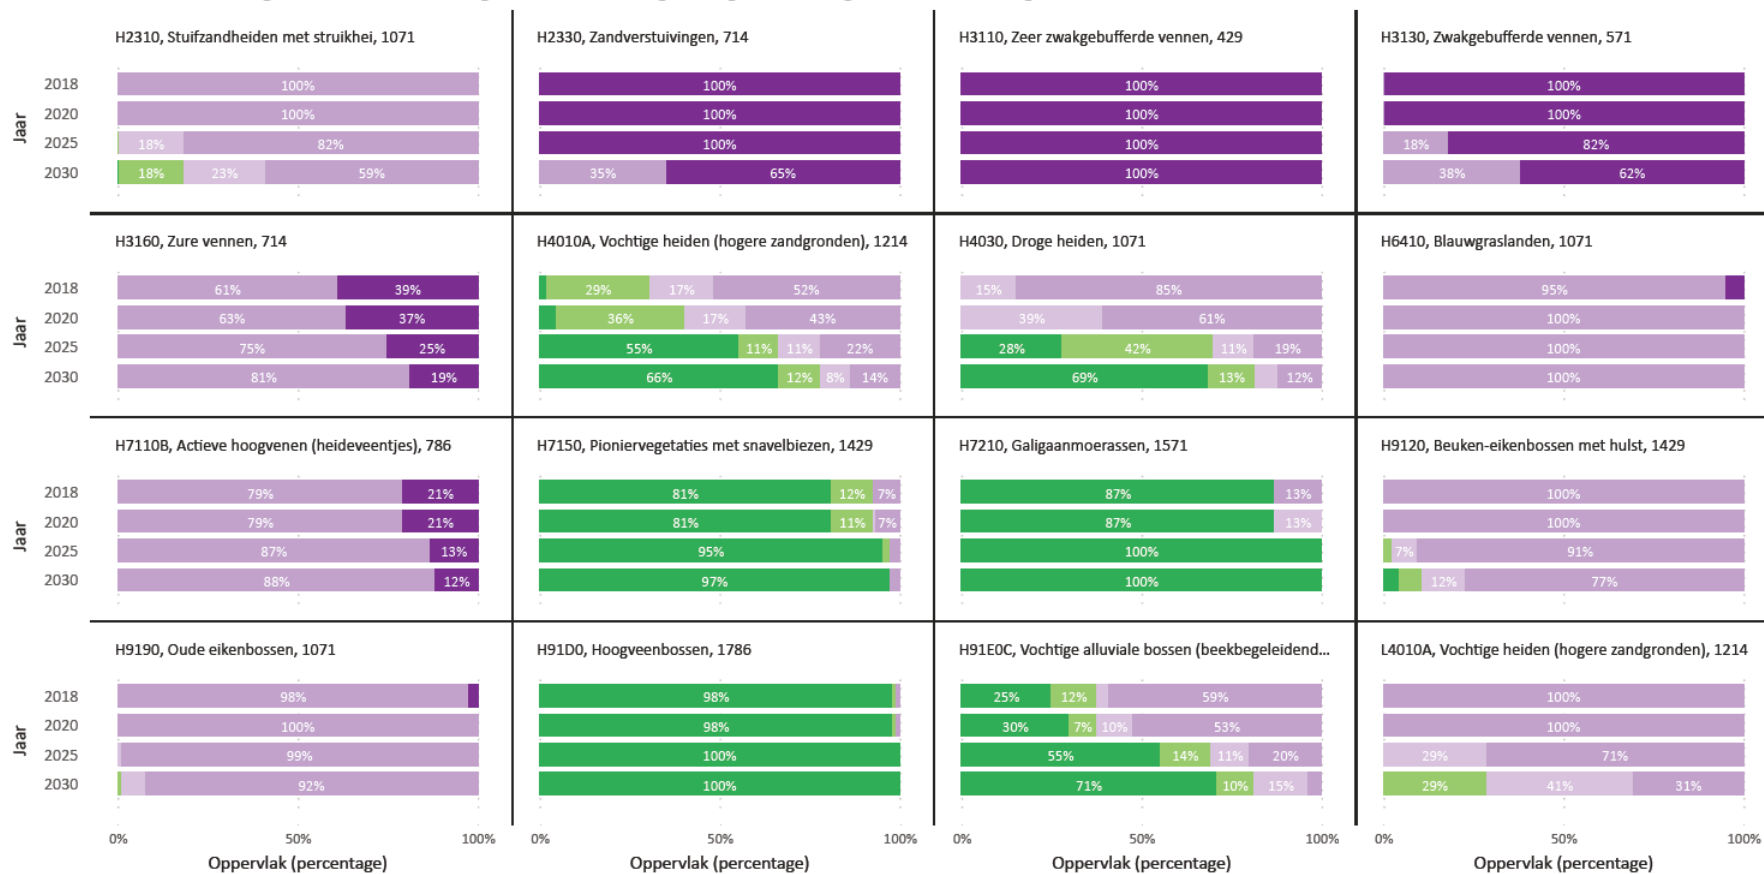 H2310, Stuifzandheiden met struikhei, 1071
H2330, Zandverstuivingen, 714
H3110, Zeer zwakgebufferde vennen, 429
H3130, Zwakgebufferde vennen, 571
Jaar
2018 100% 100% 100% 100%
2020 100% 100% 100% 100%
2025 18% 82% 100% 100% 18% 82%
2030 18% 23% 59% 35% 65% 100% 38% 62%
H3160, Zure vennen, 714
H4010A, Vochtige heiden (hogere zandgronden), 1214
H4030, Droge heiden, 1071
H6410, Blauwgraslanden, 1071
Jaar
2018 61% 39% 29% 17% 52% 15% 85% 95%
2020 63% 37% 36% 17% 43% 39% 61% 100%
2025 75% 25% 55% 11% 11% 22% 28% 42% 11% 19% 100%
2030 81% 19% 66% 12% 8% 14% 69% 13% 12% 100%
H7110B, Actieve hoogvenen (heideveentjes), 786
H7150, Pioniervegetaties met snavelbiezen, 1429
H7210, Galigaanmoerassen, 1571
H9120, Beuken-eikenbossen met hulst, 1429
Jaar
2018 79% 21% 81% 12% 7% 87% 13% 100%
2020 79% 21% 81% 11% 7% 87% 13% 100%
2025 87% 13% 95% 100% 7% 91%
2030 88% 12% 97% 100% 12% 77%
H9190, Oude eikenbossen, 1071
H91D0, Hoogveenbossen, 1786
H91E0C, Vochtige alluviale bossen (beekbegeleidend...
L4010A, Vochtige heiden (hogere zandgronden), 1214
Jaar
2018 98% 98% 25% 12% 59% 100%
2020 100% 98% 30% 7% 10% 53% 100%
2025 99% 100% 55% 14% 11% 20% 29% 71%
2030 92% 100% 71% 10% 15% 29% 41% 31%
0% 50% 100% 0% 50% 100% 0% 50% 100% 0% 50% 100%
Oppervlak (percentage) Oppervlak (percentage) Oppervlak (percentage) Oppervlak (percentage)